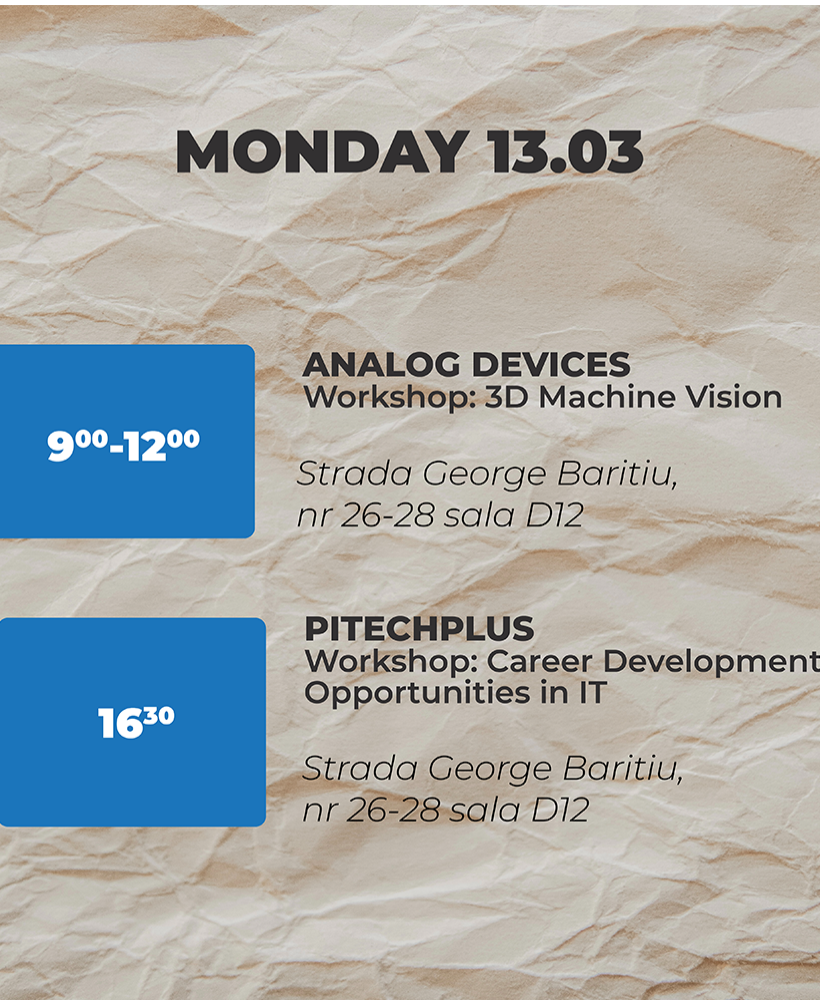 MONDAY 13.03
9⁰⁰-12⁰⁰
ANALOG DEVICES
Workshop: 3D Machine Vision
Strada George Baritiu,
nr 26-28 sala D12
16³⁰
PITECHPLUS
Workshop: Career Development
Opportunities in IT
Strada George Baritiu,
nr 26-28 sala D12